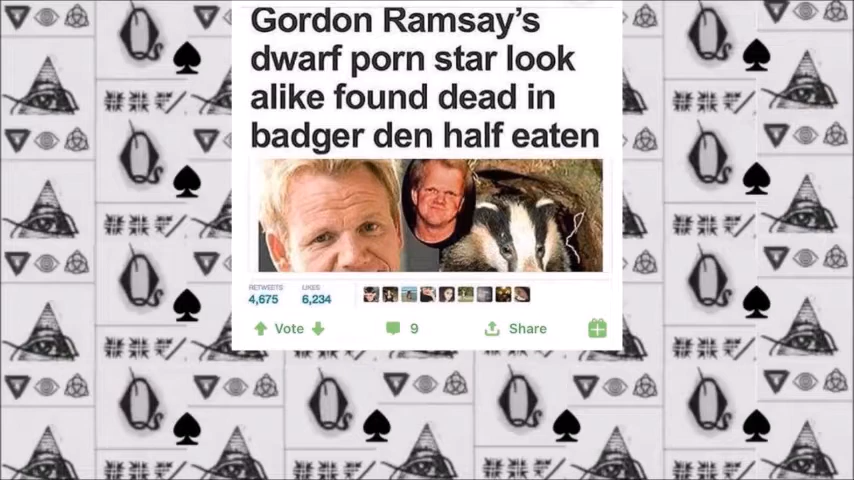 Gordon Ramsay's
dwarf porn star look
alike found dead in
badger den half eaten
RETWEETS LIKES
4,675 6,234
Vote 9 Share